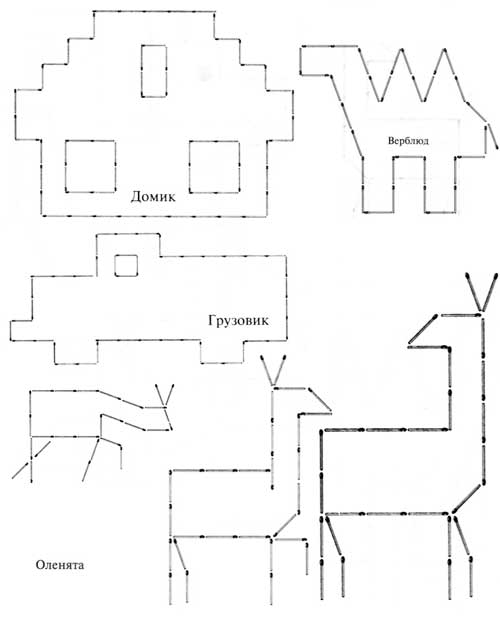 Верблюд
Домик
Грузовик
Оленята